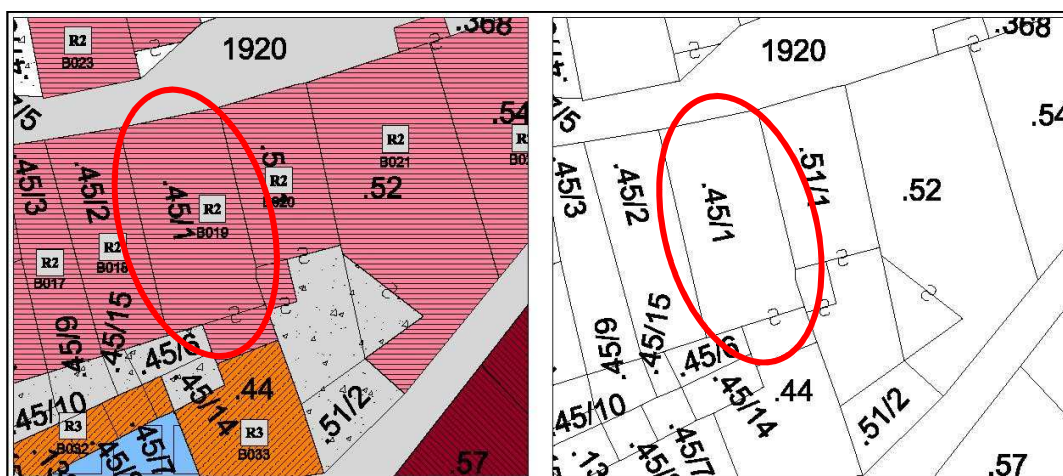 R2
B023
1920
.368
.54
1/5
.45/3
.45/2
.45/1
.5
R2
B021
.52
R2
B020
R2
B019
R2
B018
R2
B017
.45/9
.45/15
.45/6
.45/10
.45/14
.44
.51/2
R3
B032
R3
B033
.45/7
.57
1920
.368
.54
1/5
.45/3
.45/2
.45/1
.51/1
.52
.45/9
.45/15
.45/6
.45/10
.45/14
.44
.51/2
.45/7
.57